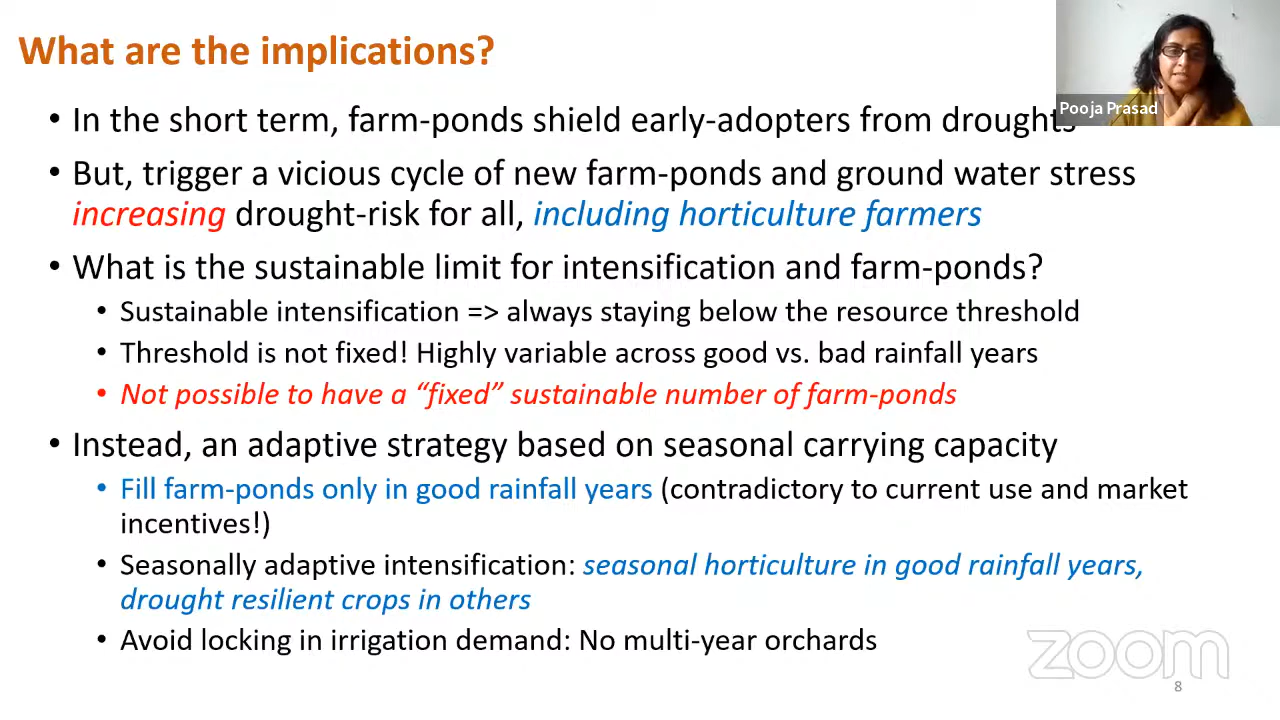 What are the implications?
Pooja Prasad
• In the short term, farm-ponds shield early-adopters from droughts
• But, trigger a vicious cycle of new farm-ponds and ground water stress
increasing drought-risk for all, including horticulture farmers
• What is the sustainable limit for intensification and farm-ponds?
• Sustainable intensification => always staying below the resource threshold
• Threshold is not fixed! Highly variable across good vs. bad rainfall years
• Not possible to have a “fixed” sustainable number of farm-ponds
• Instead, an adaptive strategy based on seasonal carrying capacity
• Fill farm-ponds only in good rainfall years (contradictory to current use and market
incentives!)
• Seasonally adaptive intensification: seasonal horticulture in good rainfall years,
drought resilient crops in others
• Avoid locking in irrigation demand: No multi-year orchards
zoom
8